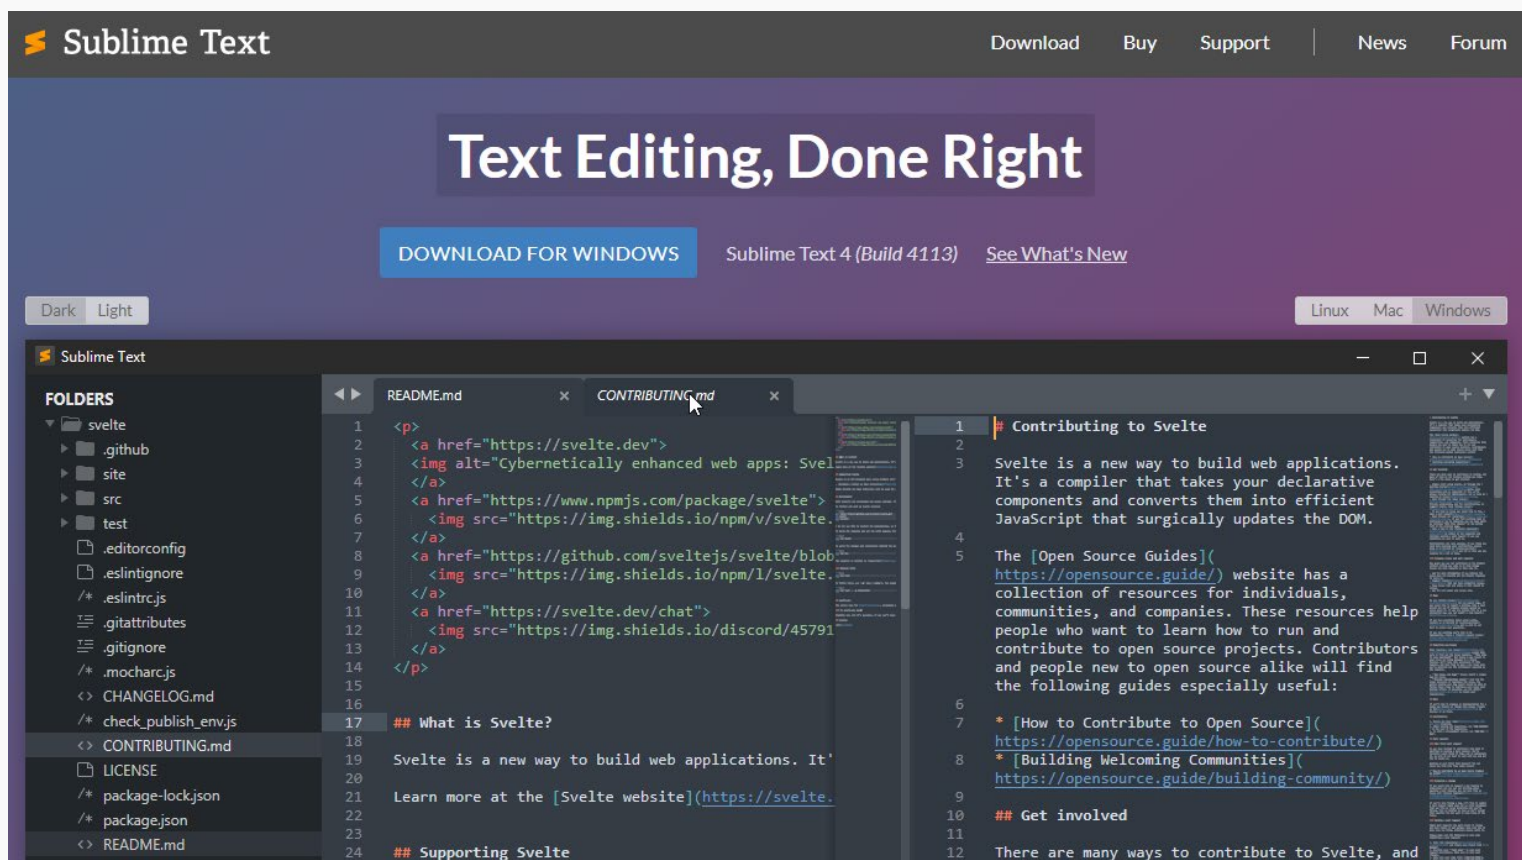 Sublime Text
Download Buy Support News Forum
Text Editing, Done Right
DOWNLOAD FOR WINDOWS Sublime Text 4 (Build 4113) See What's New
Dark Light
Linux Mac Windows
Sublime Text
FOLDERS
svelte
.github
site
src
test
.editorconfig
.eslintignore
/* .eslintrc.js
.gitattributes
.gitignore
/* .mocharc.js
<> CHANGELOG.md
/* check_publish_env.js
<> CONTRIBUTING.md
LICENSE
/* package-lock.json
/* package.json
<> README.md
README.md × CONTRIBUTING.md ×
1 <p>
2 <a href="https://svelte.dev">
3 <img alt="Cybernetically enhanced web apps: Svel
4 </a>
5 <a href="https://www.npmjs.com/package/svelte">
6 <img src="https://img.shields.io/npm/v/svelte.
7 </a>
8 <a href="https://github.com/sveltejs/svelte/blob
9 <img src="https://img.shields.io/npm/l/svelte.
10 </a>
11 <a href="https://svelte.dev/chat">
12 <img src="https://img.shields.io/discord/45791
13 </a>
14 </p>
15
16
17 ## What is Svelte?
18
19 Svelte is a new way to build web applications. It'
20
21 Learn more at the [Svelte website](https://svelte.
22
23
24 ## Supporting Svelte
1 # Contributing to Svelte
2
3 Svelte is a new way to build web applications.
It's a compiler that takes your declarative
components and converts them into efficient
JavaScript that surgically updates the DOM.
4
5 The [Open Source Guides](
https://opensource.guide/) website has a
collection of resources for individuals,
communities, and companies. These resources help
people who want to learn how to run and
contribute to open source projects. Contributors
and people new to open source alike will find
the following guides especially useful:
6
7 * [How to Contribute to Open Source](
https://opensource.guide/how-to-contribute/)
8 * [Building Welcoming Communities](
https://opensource.guide/building-community/)
9
10 ## Get involved
11
12 There are many ways to contribute to Svelte, and